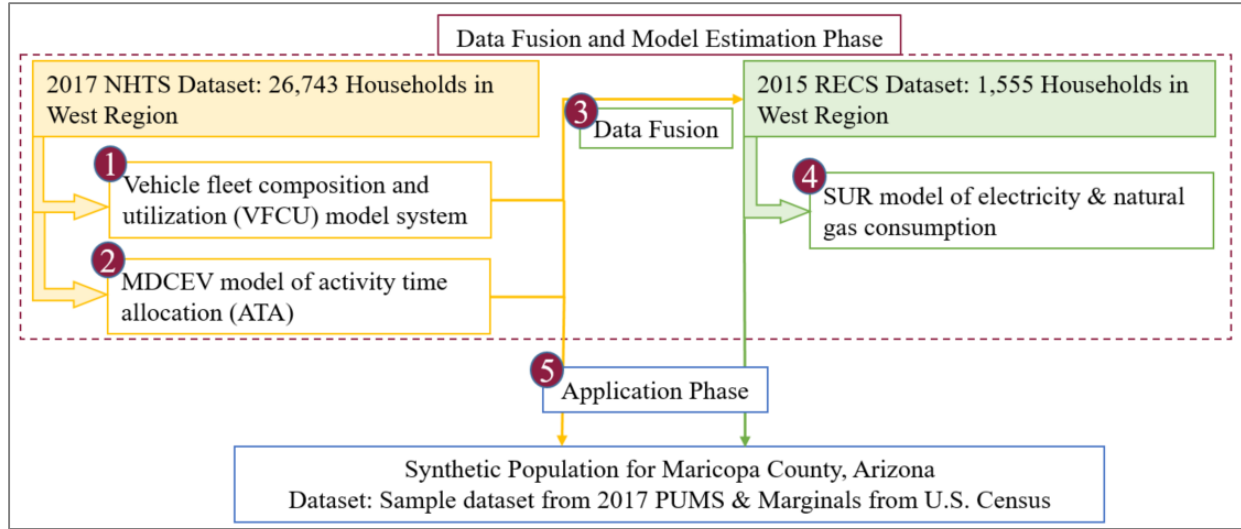 Data Fusion and Model Estimation Phase
2017 NHTS Dataset: 26,743 Households in
West Region
1
Vehicle fleet composition and
utilization (VFCU) model system
2
MDCEV model of activity time
allocation (ATA)
3
Data Fusion
2015 RECS Dataset: 1,555 Households in
West Region
4
SUR model of electricity & natural
gas consumption
5
Application Phase
Synthetic Population for Maricopa County, Arizona
Dataset: Sample dataset from 2017 PUMS & Marginals from U.S. Census